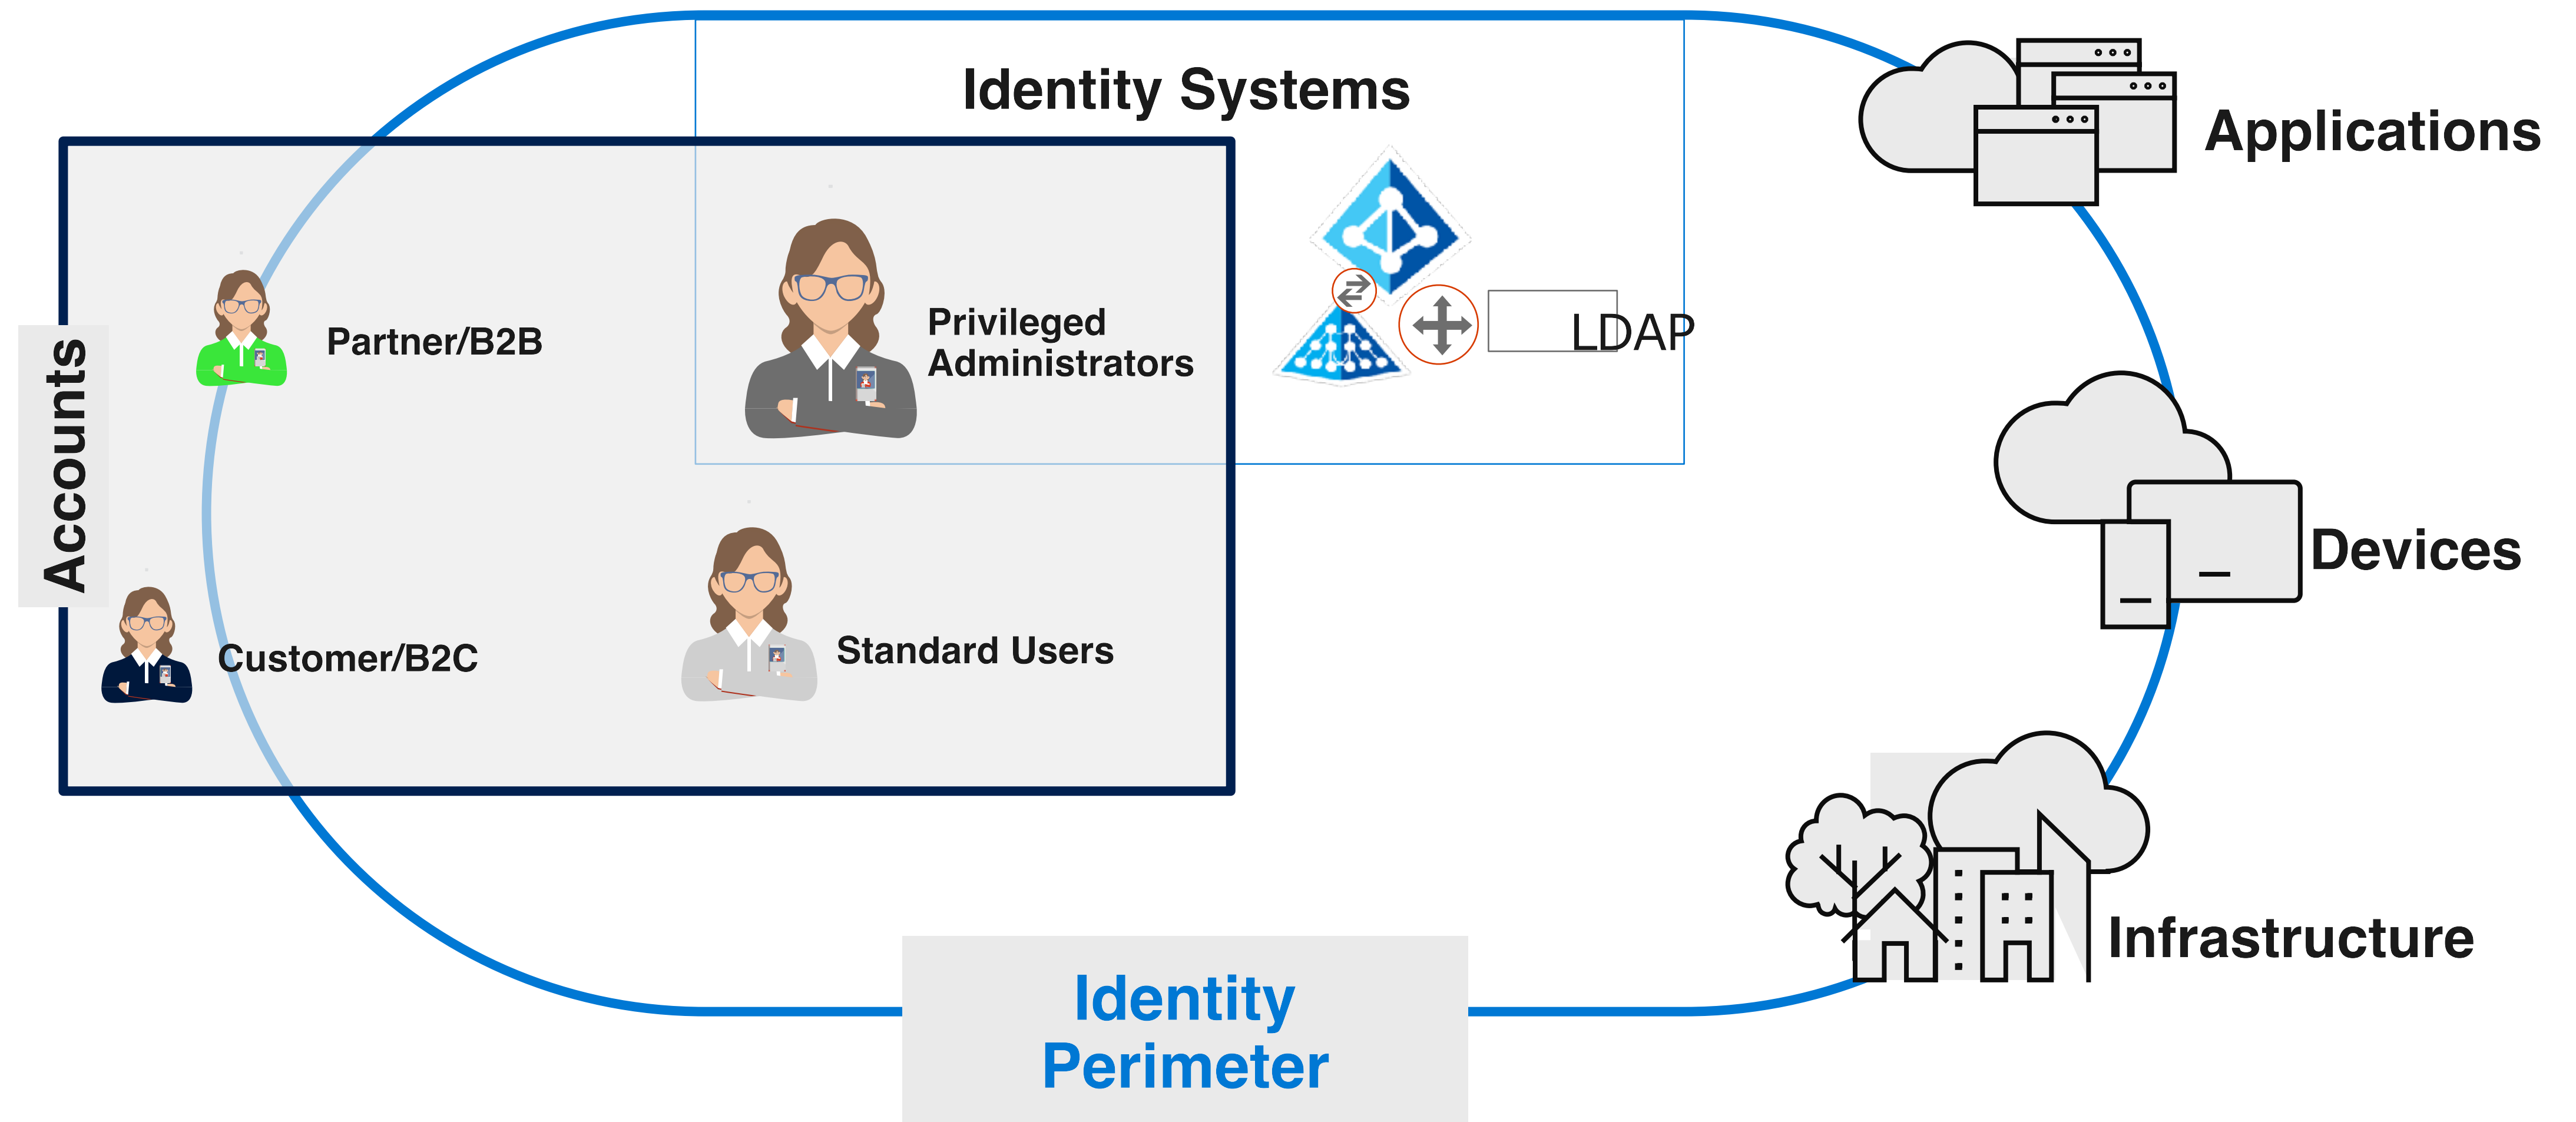 Identity Systems
Applications
Accounts
Partner/B2B
Privileged
Administrators
LDAP
Devices
Customer/B2C
Standard Users
Infrastructure
Identity
Perimeter